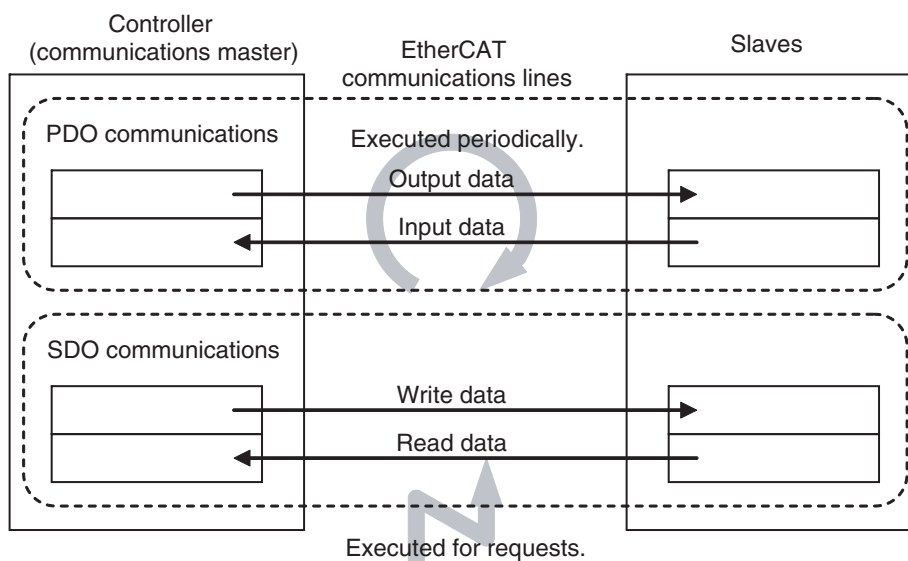 Controller
(communications master)
EtherCAT
communications lines
Slaves
PDO communications
Executed periodically.
Output data
Input data
SDO communications
Write data
Read data
Executed for requests.